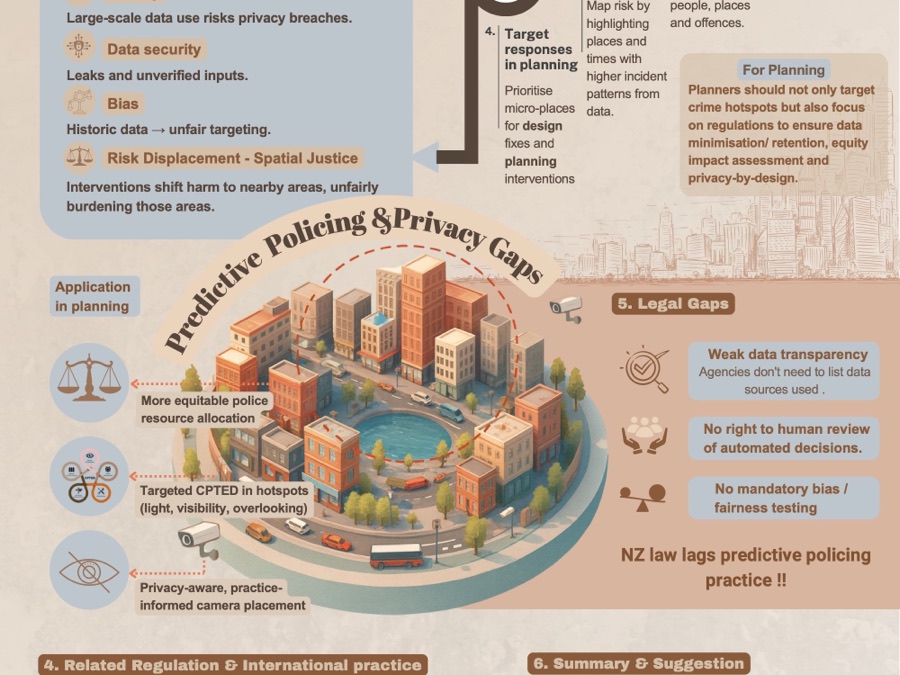 Large-scale data use risks privacy breaches.
Data security
Leaks and unverified inputs.
Bias
Historic data → unfair targeting.
Risk Displacement - Spatial Justice
Interventions shift harm to nearby areas, unfairly
burdening those areas.
4.
Target
responses
in planning
Prioritise
micro-places
for design
fixes and
planning
interventions
Map risk by
highlighting
places and
times with
higher incident
patterns from
data.
people, places
and offences.
For Planning
Planners should not only target
crime hotspots but also focus
on regulations to ensure data
minimisation/ retention, equity
impact assessment and
privacy-by-design.
Predictive Policing &Privacy Gaps
Application
in planning
More equitable police
resource allocation
Targeted CPTED in hotspots
(light, visibility, overlooking)
Privacy-aware, practice-
informed camera placement
5. Legal Gaps
Weak data transparency
Agencies don't need to list data
sources used .
No right to human review
of automated decisions.
No mandatory bias /
fairness testing
NZ law lags predictive policing
practice !!
4. Related Regulation & International practice
6. Summary & Suggestion